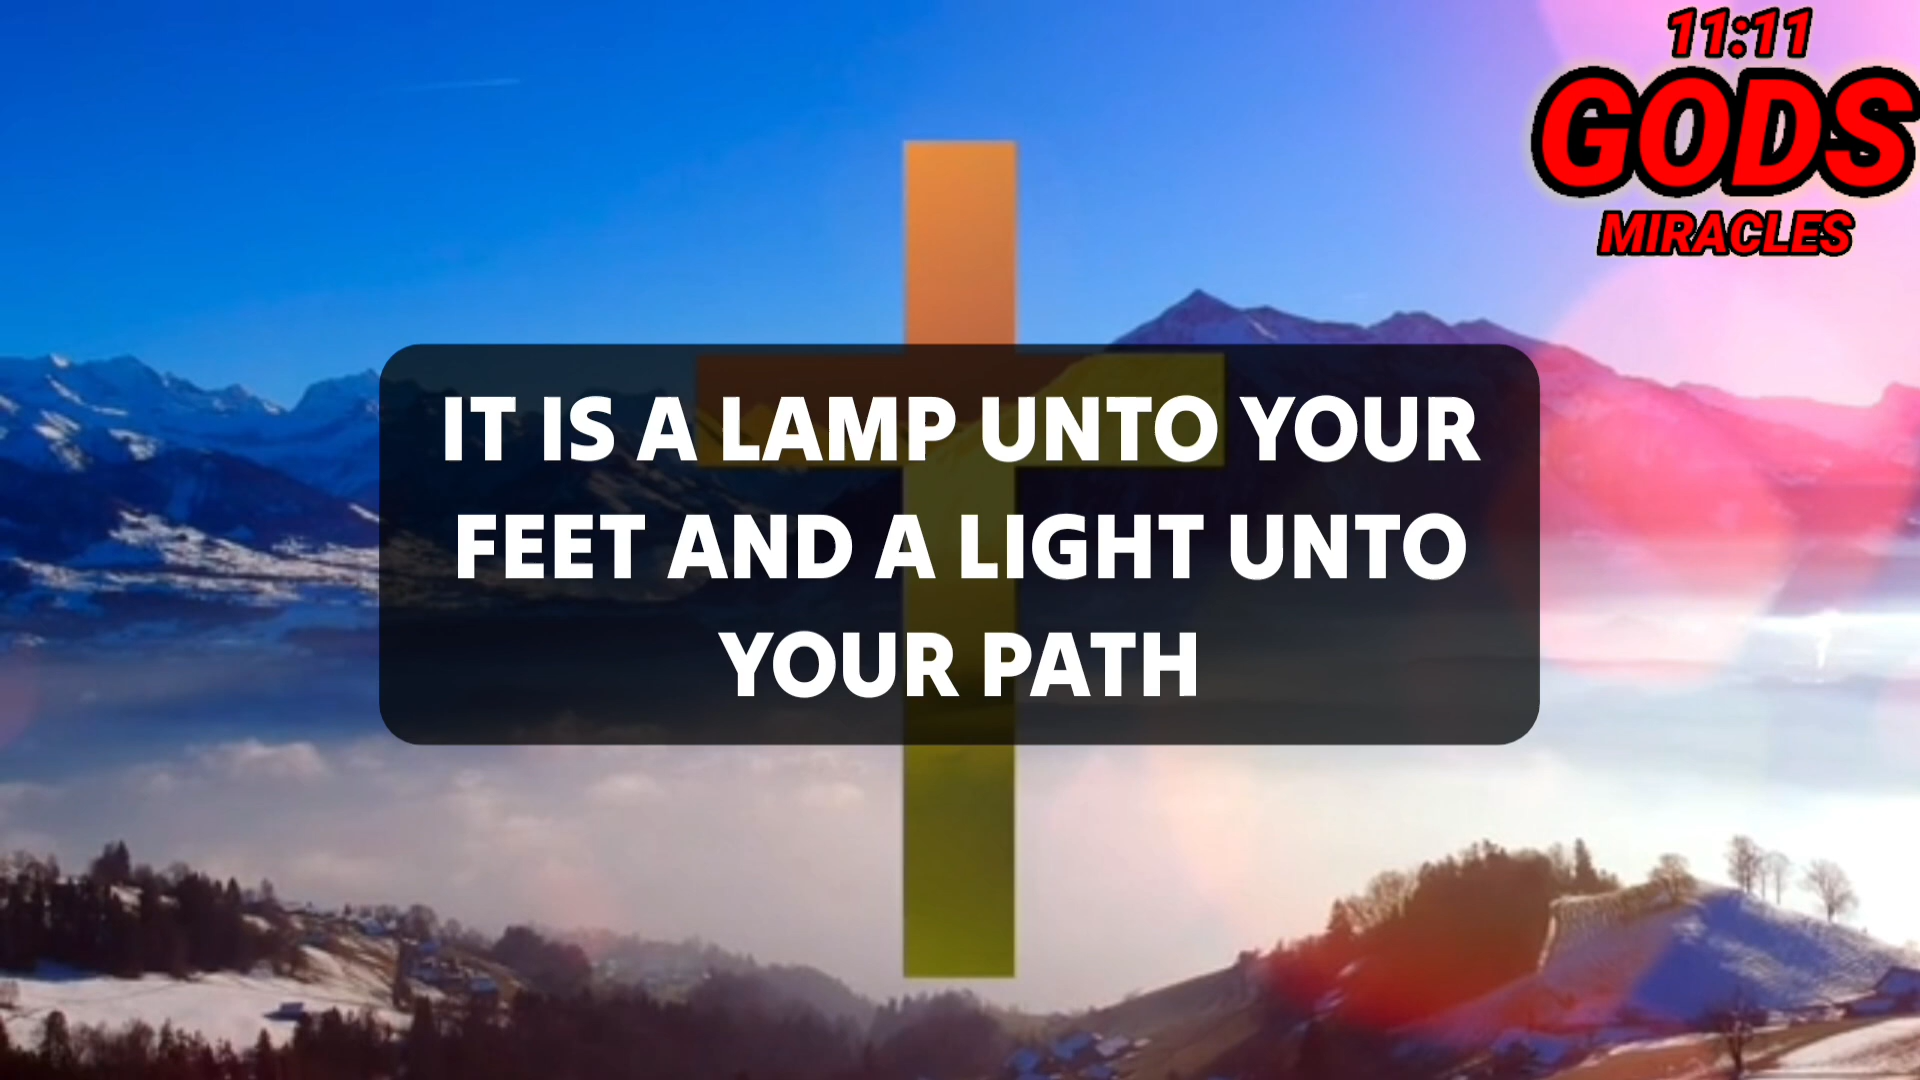 11:11
GODS
MIRACLES
IT IS A LAMP UNTO YOUR
FEET AND A LIGHT UNTO
YOUR PATH